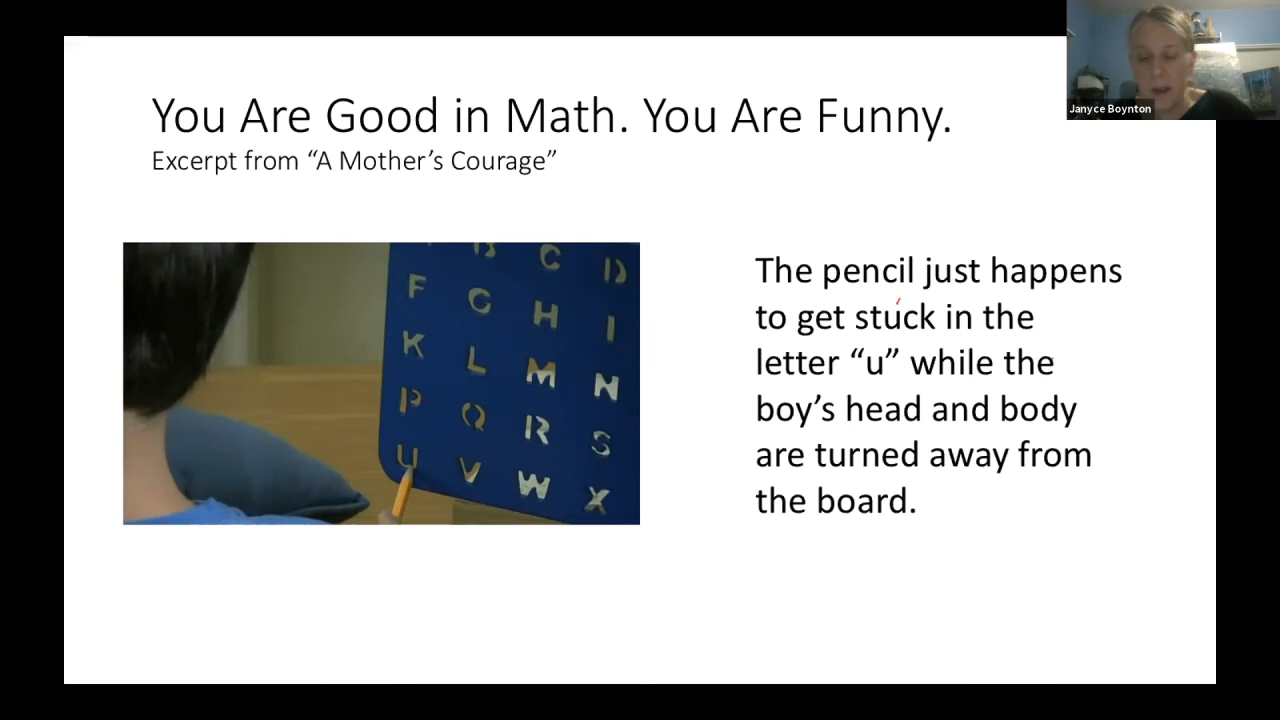 Janyce Boynton
You Are Good in Math. You Are Funny.
Excerpt from “A Mother’s Courage”
B C D
F G H I
K L M N
P Q R S
U V W X
The pencil just happens
to get stuck in the
letter “u” while the
boy’s head and body
are turned away from
the board.